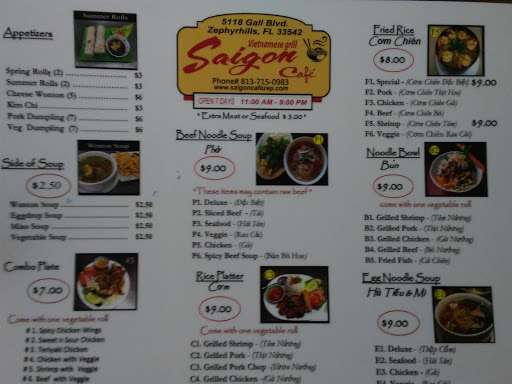 Appetizers
Spring Rolls (2) $3
Summer Rolls (2) $3
Cheese Wonton (5) $6
Kim Chi $3
Pork Dumpling (7) $6
Veg Dumpling (7) $6
Summer Rolls
Side of Soup
$2.50
Wonton Soup
Wonton Soup $2.50
Eggdrop Soup $2.50
Miso Soup $2.50
Vegetable Soup $2.50
Combo Plate
$7.00
Come with one vegetable roll
# 1. Spicy Chicken Wings
# 2. Sweet n Sour Chicken
# 3. Teriyaki Chicken
# 4. Chicken with Veggie
# 5. Shrimp with Veggie
# 6. Beef with Veggie
5118 Gall Blvd.
Zephyrhills, FL 33542
Vietnamese grill
Saigon
Café
Phone# 813-715-0983
www.saigoncafezep.com
OPEN 7 DAYS 11:00 AM - 9:00 PM
* Extra Meat or Seafood $ 3.00 *
Beef Noodle Soup
Phở
$9.00
P1
*These items may contain raw beef *
P1. Deluxe - (Đặc Biệt)
P2. Sliced Beef - (Tái)
P3. Seafood - (Hải Sản)
P4. Veggie - (Rau Cải)
P5. Chicken - (Gà)
P6. Spicy Beef Soup - (Bún Bò Hue)
Rice Platter
Cơm
$9.00
Come with one vegetable roll
C1. Grilled Shrimp - (Tôm Nướng)
C2. Grilled Pork - (Thịt Nướng)
C3. Grilled Pork Chop - (Sườn Nướng)
C4. Grilled Chicken - (Gà Nướng)
Fried Rice
Cơm Chiên
$8.00
F1. Special - (Cơm Chiên Đặc Biệt) $9.00
F2. Pork - (Cơm Chiên Thịt Heo)
F3. Chicken - (Cơm Chiên Gà)
F4. Beef - (Cơm Chiên Bò)
F5. Shrimp - (Cơm Chiên Tôm) $9.00
F6. Veggie - (Cơm Chiên Rau Cải)
Noodle Bowl
Bún
$9.00
come with one vegetable roll
B1. Grilled Shrimp - (Tôm Nướng)
B2. Grilled Pork - (Thịt Nướng)
B3. Grilled Chicken - (Gà Nướng)
B4. Grilled Beef - (Bò Nướng)
B5. Fried Fish - (Cá Chiên)
Egg Noodle Soup
Hủ Tiếu & Mì
$9.00
E1. Deluxe - (Thập Cẩm)
E2. Seafood - (Hải Sản)
E3. Chicken - (Gà)